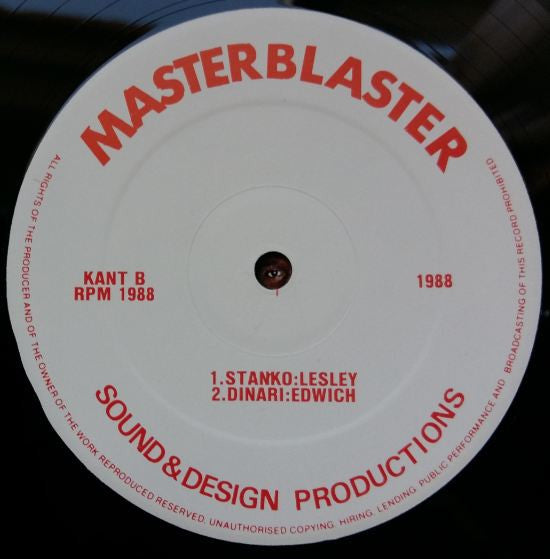 MASTERBLASTER
KANT B
RPM 1988
1988
1.STANKO:LESLEY
2.DINARI:EDWICH
SOUND & DESIGN PRODUCTIONS
ALL RIGHTS OF THE PRODUCER AND OF THE OWNER OF THE WORK REPRODUCED RESERVED. UNAUTHORISED COPYING. HIRING. LENDING. PUBLIC PERFORMANCE AND BROADCASTING OF THIS RECORD PROHIBITED